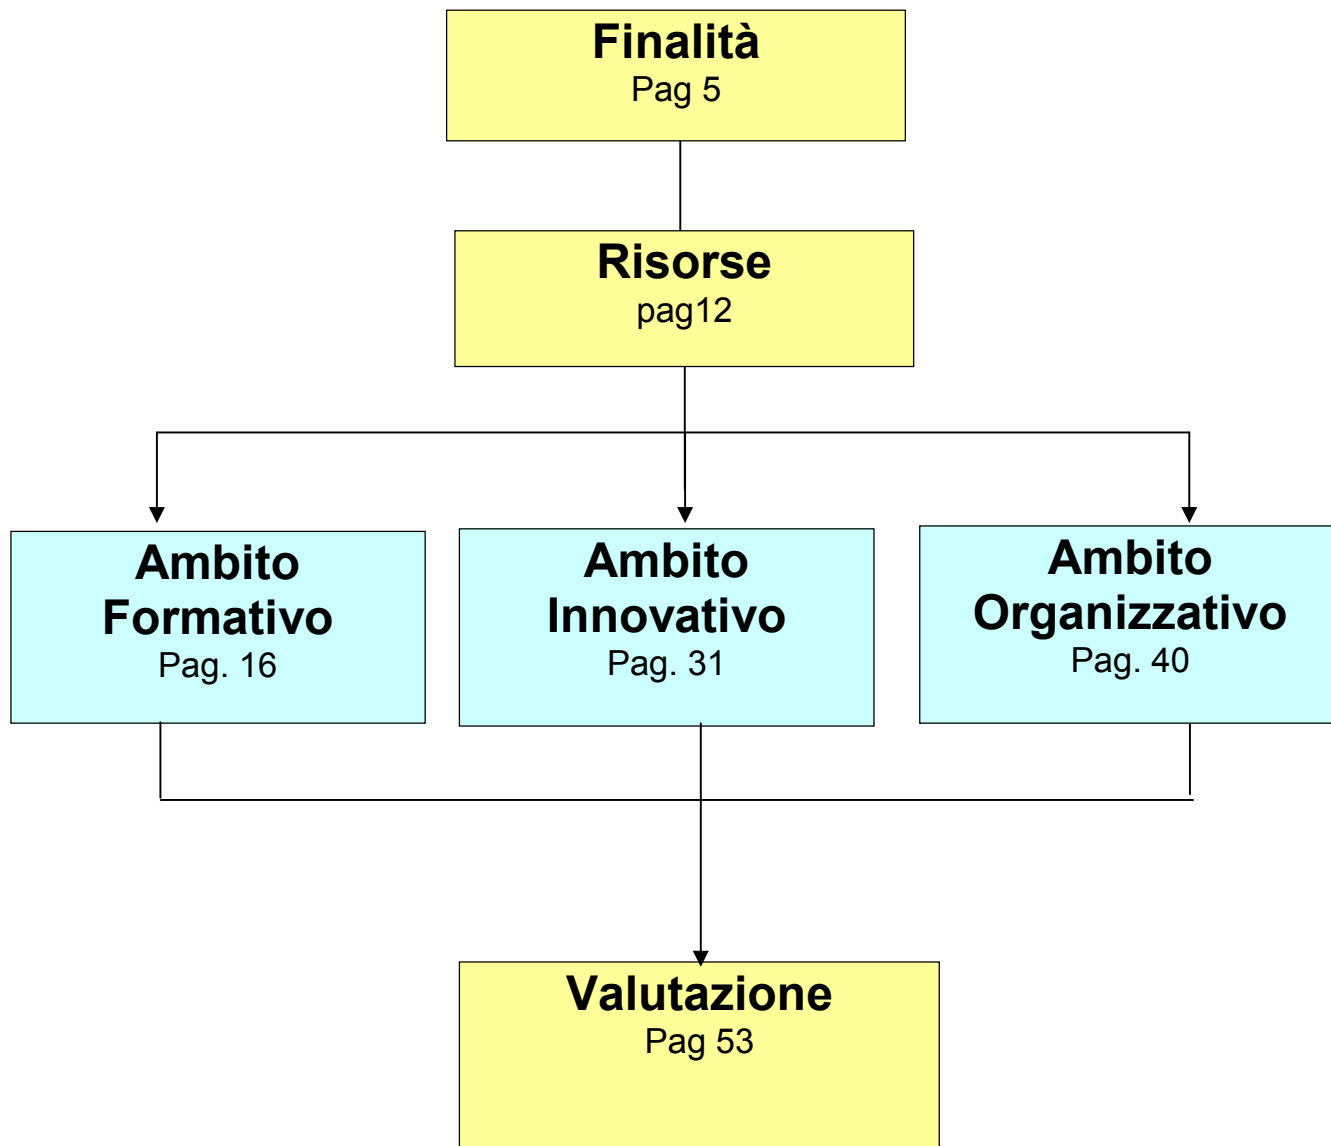 Finalità
Pag 5
Risorse
pag12
Ambito
Formativo
Pag. 16
Ambito
Innovativo
Pag. 31
Ambito
Organizzativo
Pag. 40
Valutazione
Pag 53